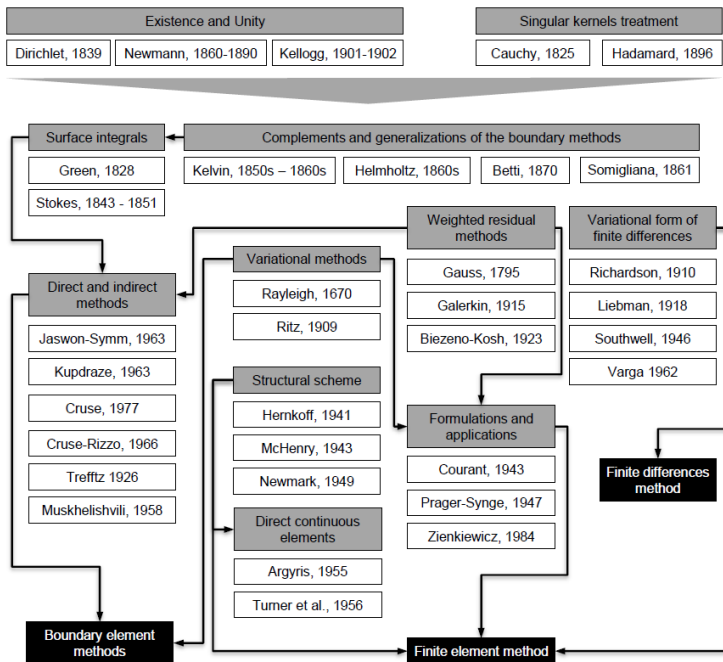 Existence and Unity
Singular kernels treatment
Dirichlet, 1839
Newmann, 1860-1890
Kellogg, 1901-1902
Cauchy, 1825
Hadamard, 1896
Surface integrals
Complements and generalizations of the boundary methods
Green, 1828
Kelvin, 1850s – 1860s
Helmholtz, 1860s
Betti, 1870
Somigliana, 1861
Stokes, 1843 - 1851
Weighted residual
methods
Variational form of
finite differences
Direct and indirect
methods
Variational methods
Gauss, 1795
Richardson, 1910
Rayleigh, 1670
Galerkin, 1915
Liebman, 1918
Jaswon-Symm, 1963
Ritz, 1909
Biezeno-Kosh, 1923
Southwell, 1946
Kupdraze, 1963
Structural scheme
Varga 1962
Cruse, 1977
Hernkoff, 1941
Formulations and
applications
Cruse-Rizzo, 1966
McHenry, 1943
Courant, 1943
Finite differences
method
Trefftz 1926
Newmark, 1949
Prager-Synge, 1947
Muskhelishvili, 1958
Direct continuous
elements
Zienkiewicz, 1984
Argyris, 1955
Turner et al., 1956
Boundary element
methods
Finite element method